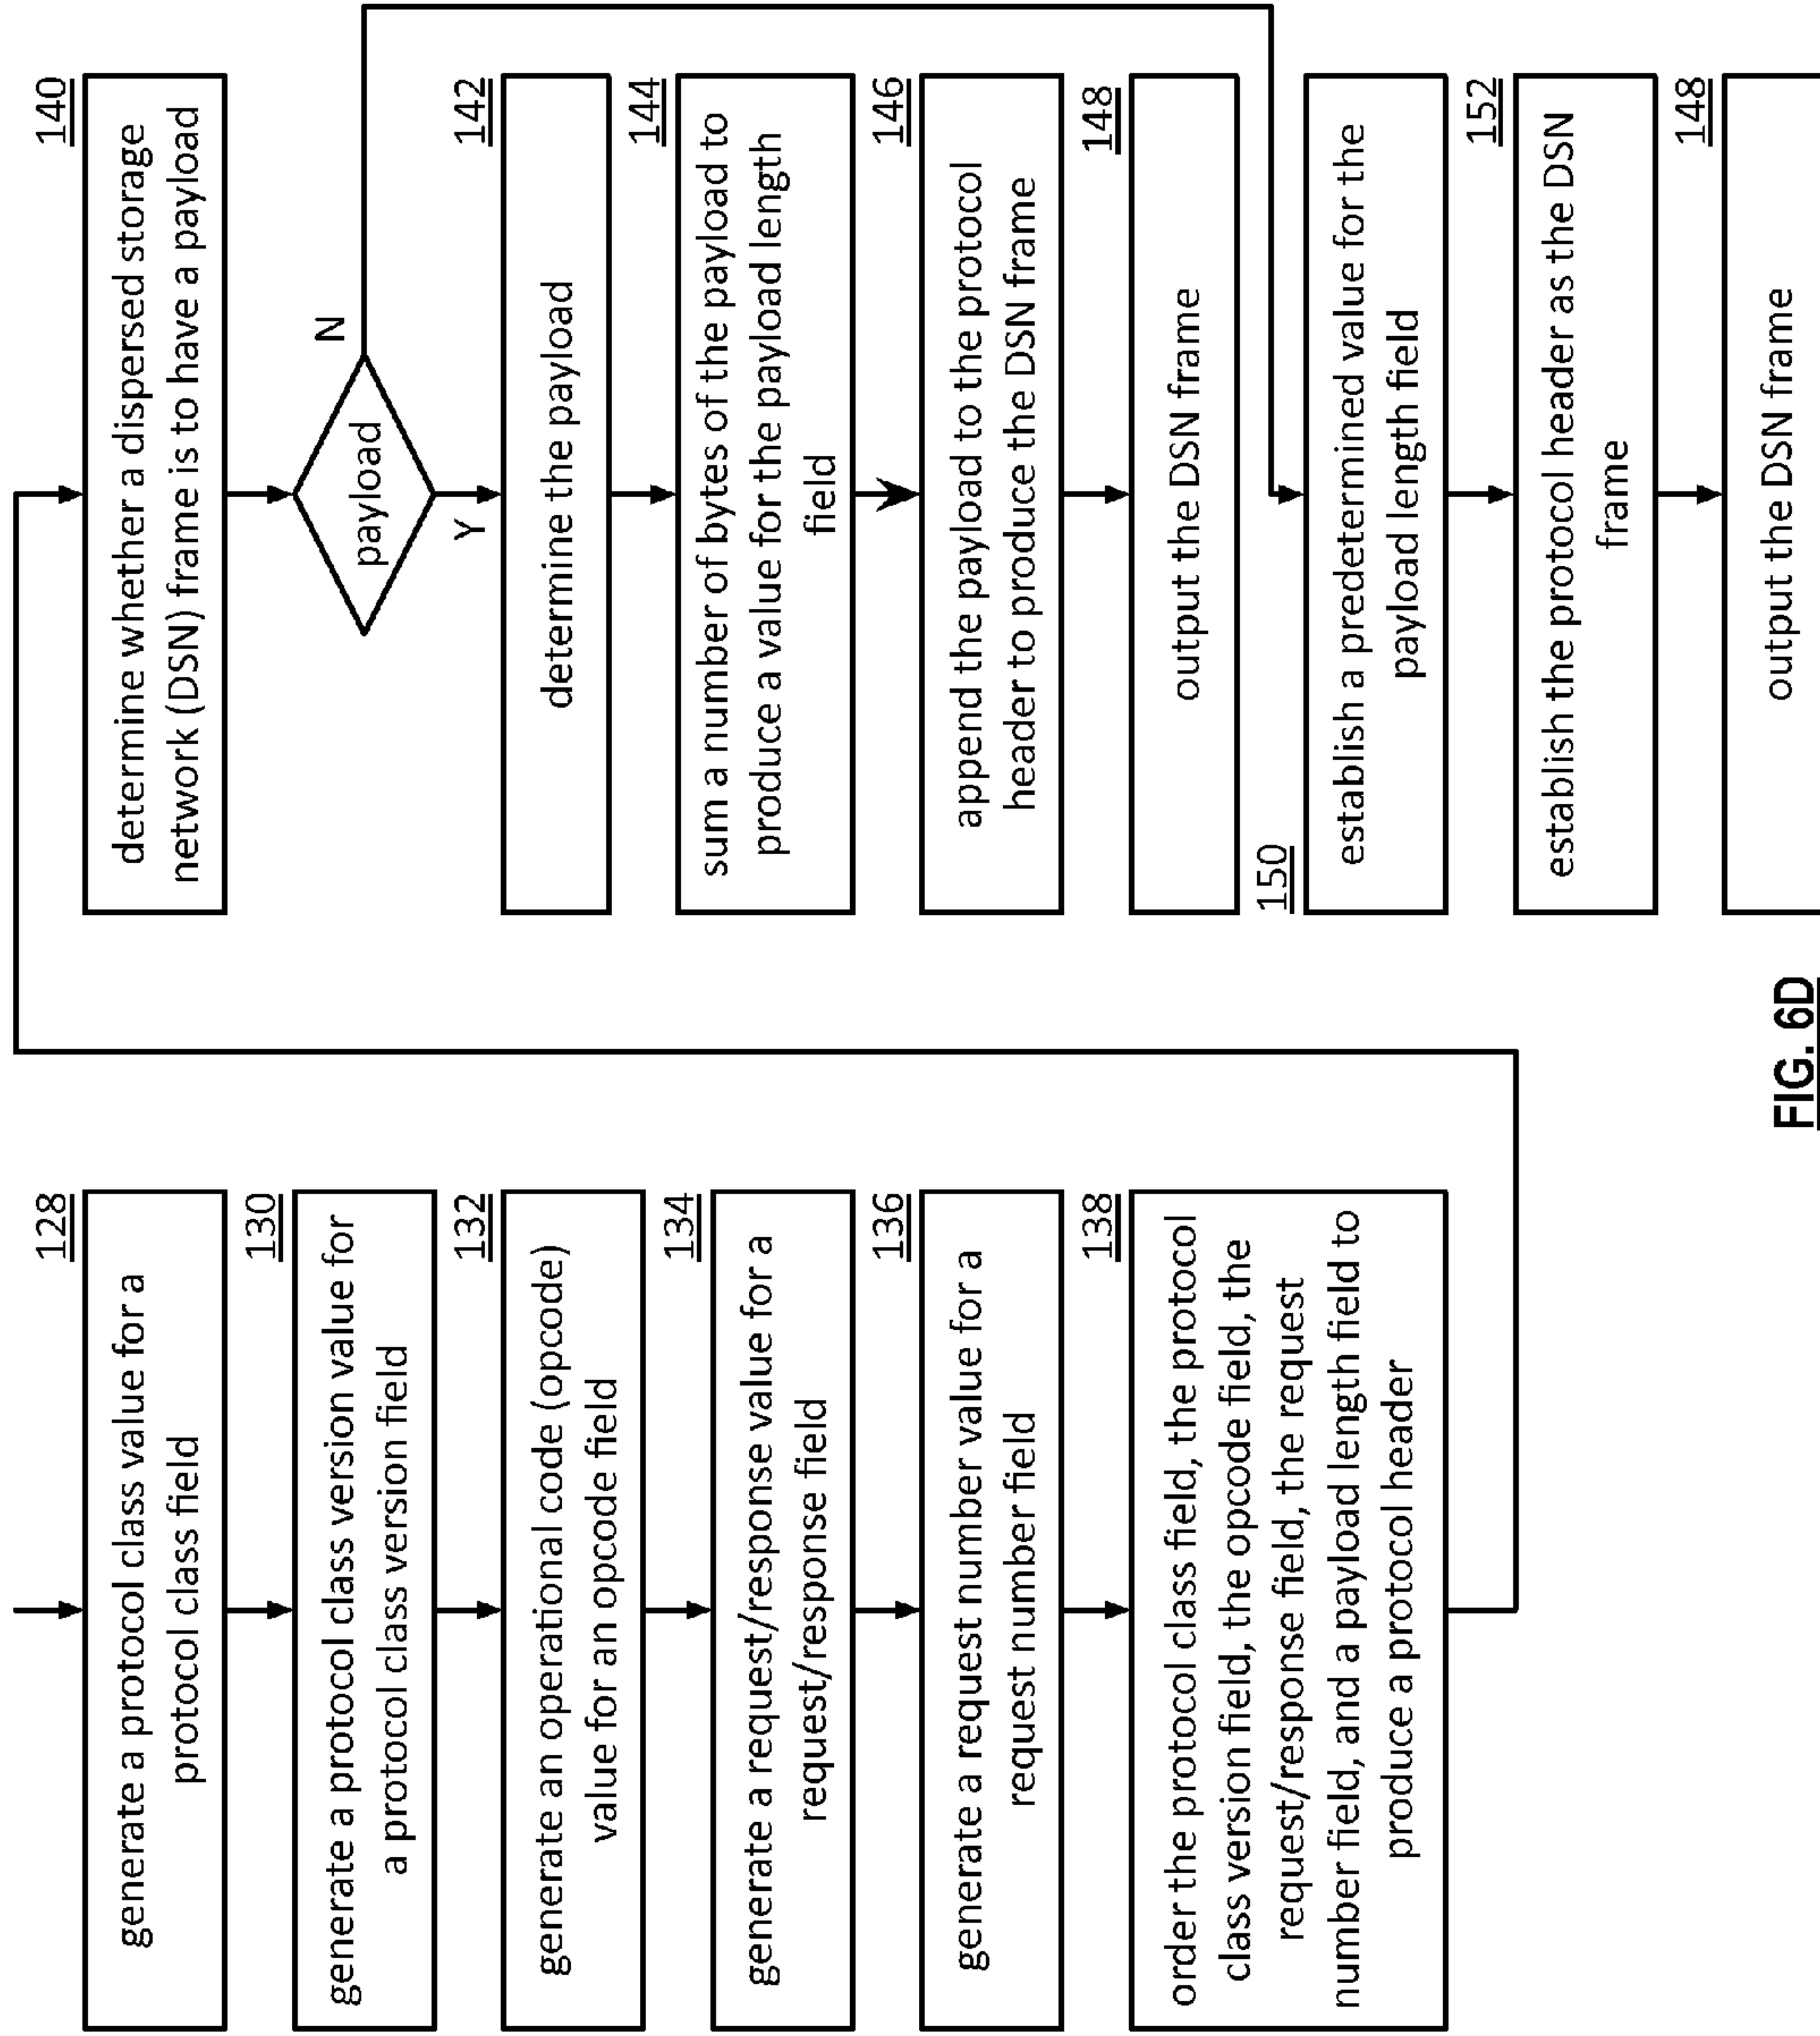 128
generate a protocol class value for a
protocol class field
130
generate a protocol class version value for
a protocol class version field
132
generate an operational code (opcode)
value for an opcode field
134
generate a request/response value for a
request/response field
136
generate a request number value for a
request number field
138
order the protocol class field, the protocol
class version field, the opcode field, the
request/response field, the request
number field, and a payload length field to
produce a protocol header
140
determine whether a dispersed storage
network (DSN) frame is to have a payload
payload
N
Y
142
determine the payload
144
sum a number of bytes of the payload to
produce a value for the payload length
field
146
append the payload to the protocol
header to produce the DSN frame
148
output the DSN frame
150
establish a predetermined value for the
payload length field
152
establish the protocol header as the DSN
frame
148
output the DSN frame
FIG. 6D